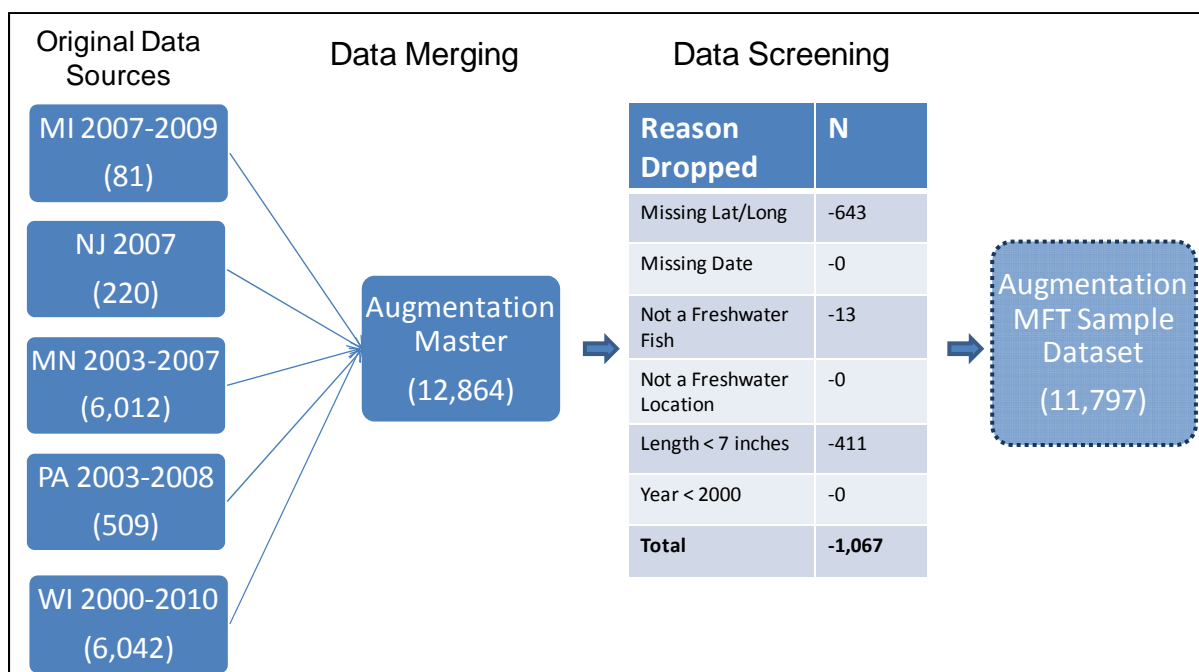 Original Data
Sources
Data Merging
Data Screening
MI 2007-2009
(81)
NJ 2007
(220)
MN 2003-2007
(6,012)
PA 2003-2008
(509)
WI 2000-2010
(6,042)
Augmentation
Master
(12,864)
Reason
Dropped
N
Missing Lat/Long -643
Missing Date -0
Not a Freshwater
Fish
-13
Not a Freshwater
Location
-0
Length < 7 inches -411
Year < 2000 -0
Total -1,067
Augmentation
MFT Sample
Dataset
(11,797)